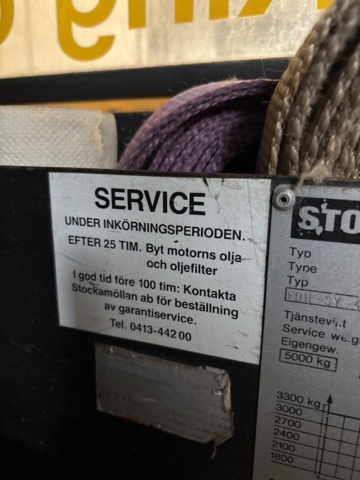 SERVICE
UNDER INKÖRNINGSPERIODEN.
EFTER 25 TIM. Byt motorns olja
och oljefilter
I god tid före 100 tim: Kontakta
Stockamöllan ab för beställning
av garantiservice.
Tel. 0413-442 00
STO
Typ
Type
Typ
Tjänstevikt
Service we.g
Eigengew.
5000 kg
3300 kg
3000
2700
2400
2100
1800